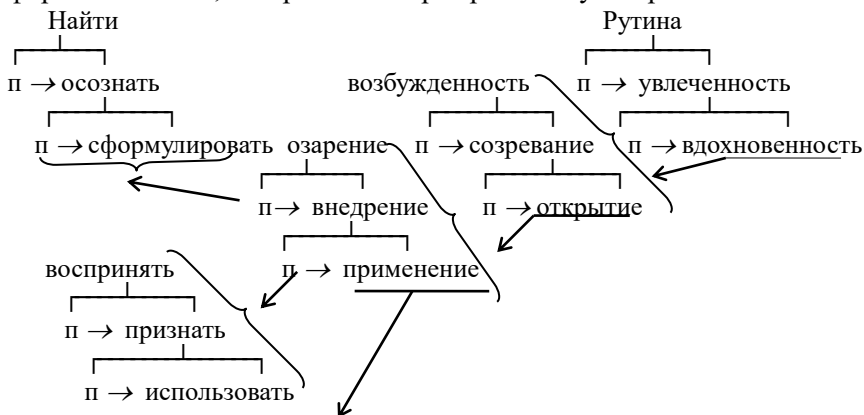 Найти Рутина
п → осознать возбужденность п → увлеченность
п → сформулировать озарение п → созревание п → вдохновенность
п → внедрение п → открытие
воспринять п → применение
п → признать
п → использовать